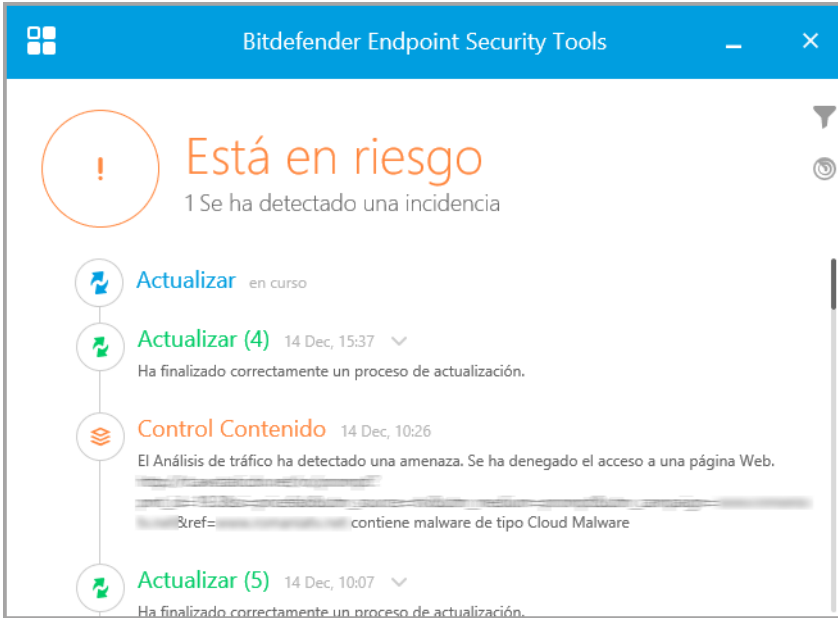 Bitdefender Endpoint Security Tools
Está en riesgo
1 Se ha detectado una incidencia
Actualizar en curso
Actualizar (4) 14 Dec, 15:37
Ha finalizado correctamente un proceso de actualización.
Control Contenido 14 Dec, 10:26
El Análisis de tráfico ha detectado una amenaza. Se ha denegado el acceso a una página Web.
&ref= contiene malware de tipo Cloud Malware
Actualizar (5) 14 Dec, 10:07
Ha finalizado correctamente un proceso de actualización.